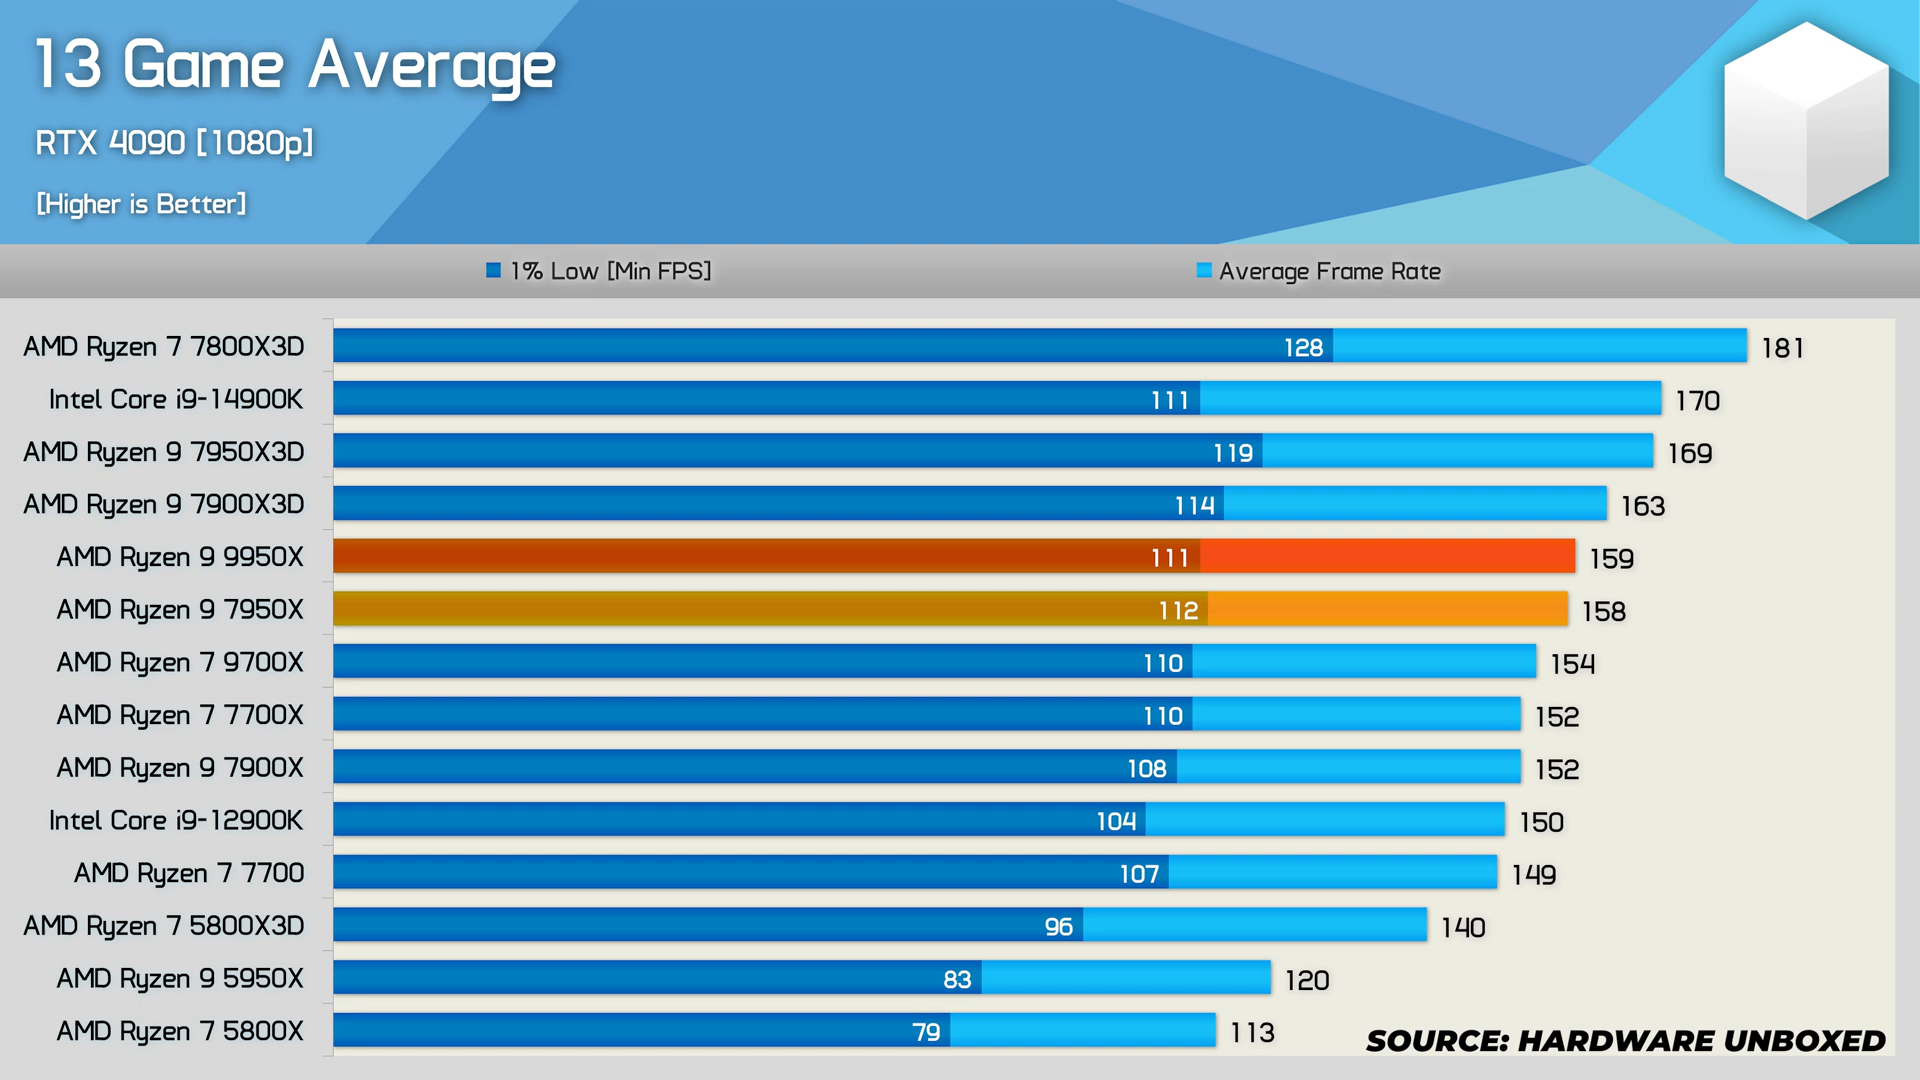 13 Game Average
RTX 4090 [1080p]
[Higher is Better]
1% Low [Min FPS] Average Frame Rate
AMD Ryzen 7 7800X3D 128 181
Intel Core i9-14900K 111 170
AMD Ryzen 9 7950X3D 119 169
AMD Ryzen 9 7900X3D 114 163
AMD Ryzen 9 9950X 111 159
AMD Ryzen 9 7950X 112 158
AMD Ryzen 7 9700X 110 154
AMD Ryzen 7 7700X 110 152
AMD Ryzen 9 7900X 108 152
Intel Core i9-12900K 104 150
AMD Ryzen 7 7700 107 149
AMD Ryzen 7 5800X3D 96 140
AMD Ryzen 9 5950X 83 120
AMD Ryzen 7 5800X 79 113
SOURCE: HARDWARE UNBOXED